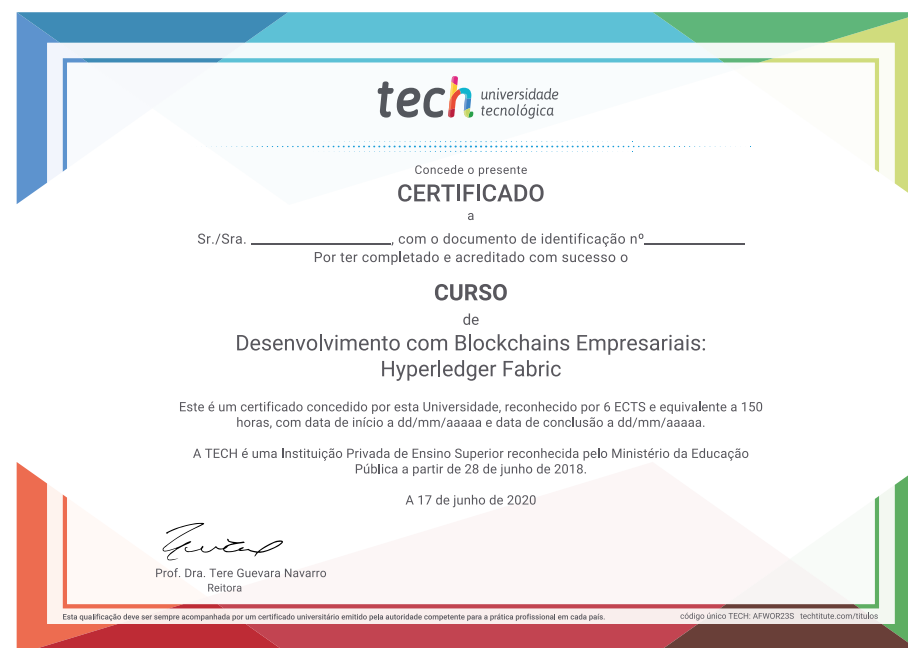 tech universidade
tecnológica
Concede o presente
CERTIFICADO
a
Sr./Sra. ____________________, com o documento de identificação nº______________
Por ter completado e acreditado com sucesso o
CURSO
de
Desenvolvimento com Blockchains Empresariais:
Hyperledger Fabric
Este é um certificado concedido por esta Universidade, reconhecido por 6 ECTS e equivalente a 150
horas, com data de início a dd/mm/aaaaa e data de conclusão a dd/mm/aaaaa.
A TECH é uma Instituição Privada de Ensino Superior reconhecida pelo Ministério da Educação
Pública a partir de 28 de junho de 2018.
A 17 de junho de 2020
Prof. Dra. Tere Guevara Navarro
Reitora
Esta qualificação deve ser sempre acompanhada por um certificado universitário emitido pela autoridade competente para a prática profissional em cada país. código único TECH: AFWOR23S techtitute.com/titulos